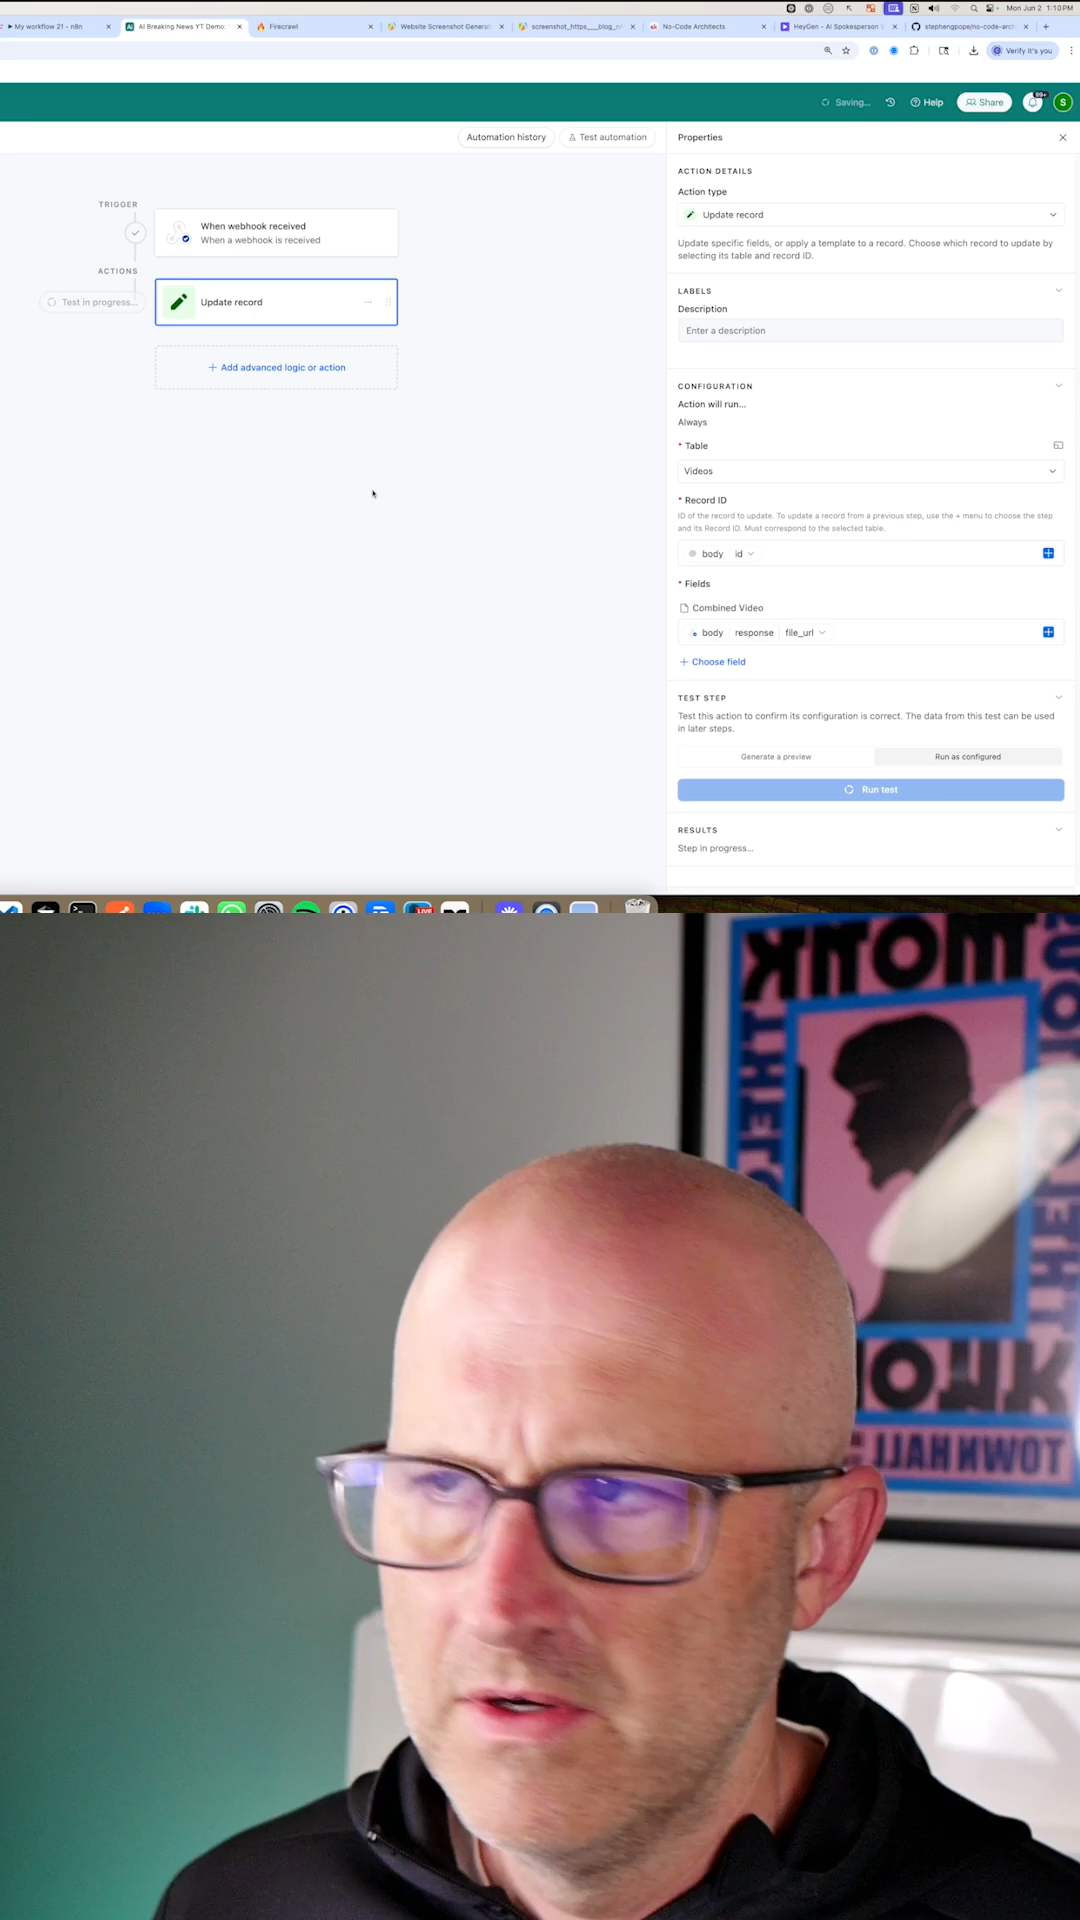 My workflow 21 - n8n
AI Breaking News YT Demo:
Firecrawl
Website Screenshot Generat
screenshot_https___blog_n8
No-Code Architects
HeyGen - AI Spokesperson V
stephengpope/no-code-arch
Mon Jun 2 1:10PM
Verify it's you
Saving...
Help
Share
99+
S
Automation history
Test automation
Properties
ACTION DETAILS
Action type
Update record
Update specific fields, or apply a template to a record. Choose which record to update by
selecting its table and record ID.
TRIGGER
When webhook received
When a webhook is received
ACTIONS
Test in progress...
Update record
+ Add advanced logic or action
LABELS
Description
Enter a description
CONFIGURATION
Action will run...
Always
* Table
Videos
* Record ID
ID of the record to update. To update a record from a previous step, use the + menu to choose the step
and its Record ID. Must correspond to the selected table.
body id
* Fields
Combined Video
body response file_url
+ Choose field
TEST STEP
Test this action to confirm its configuration is correct. The data from this test can be used
in later steps.
Generate a preview
Run as configured
Run test
RESULTS
Step in progress...
LIVE